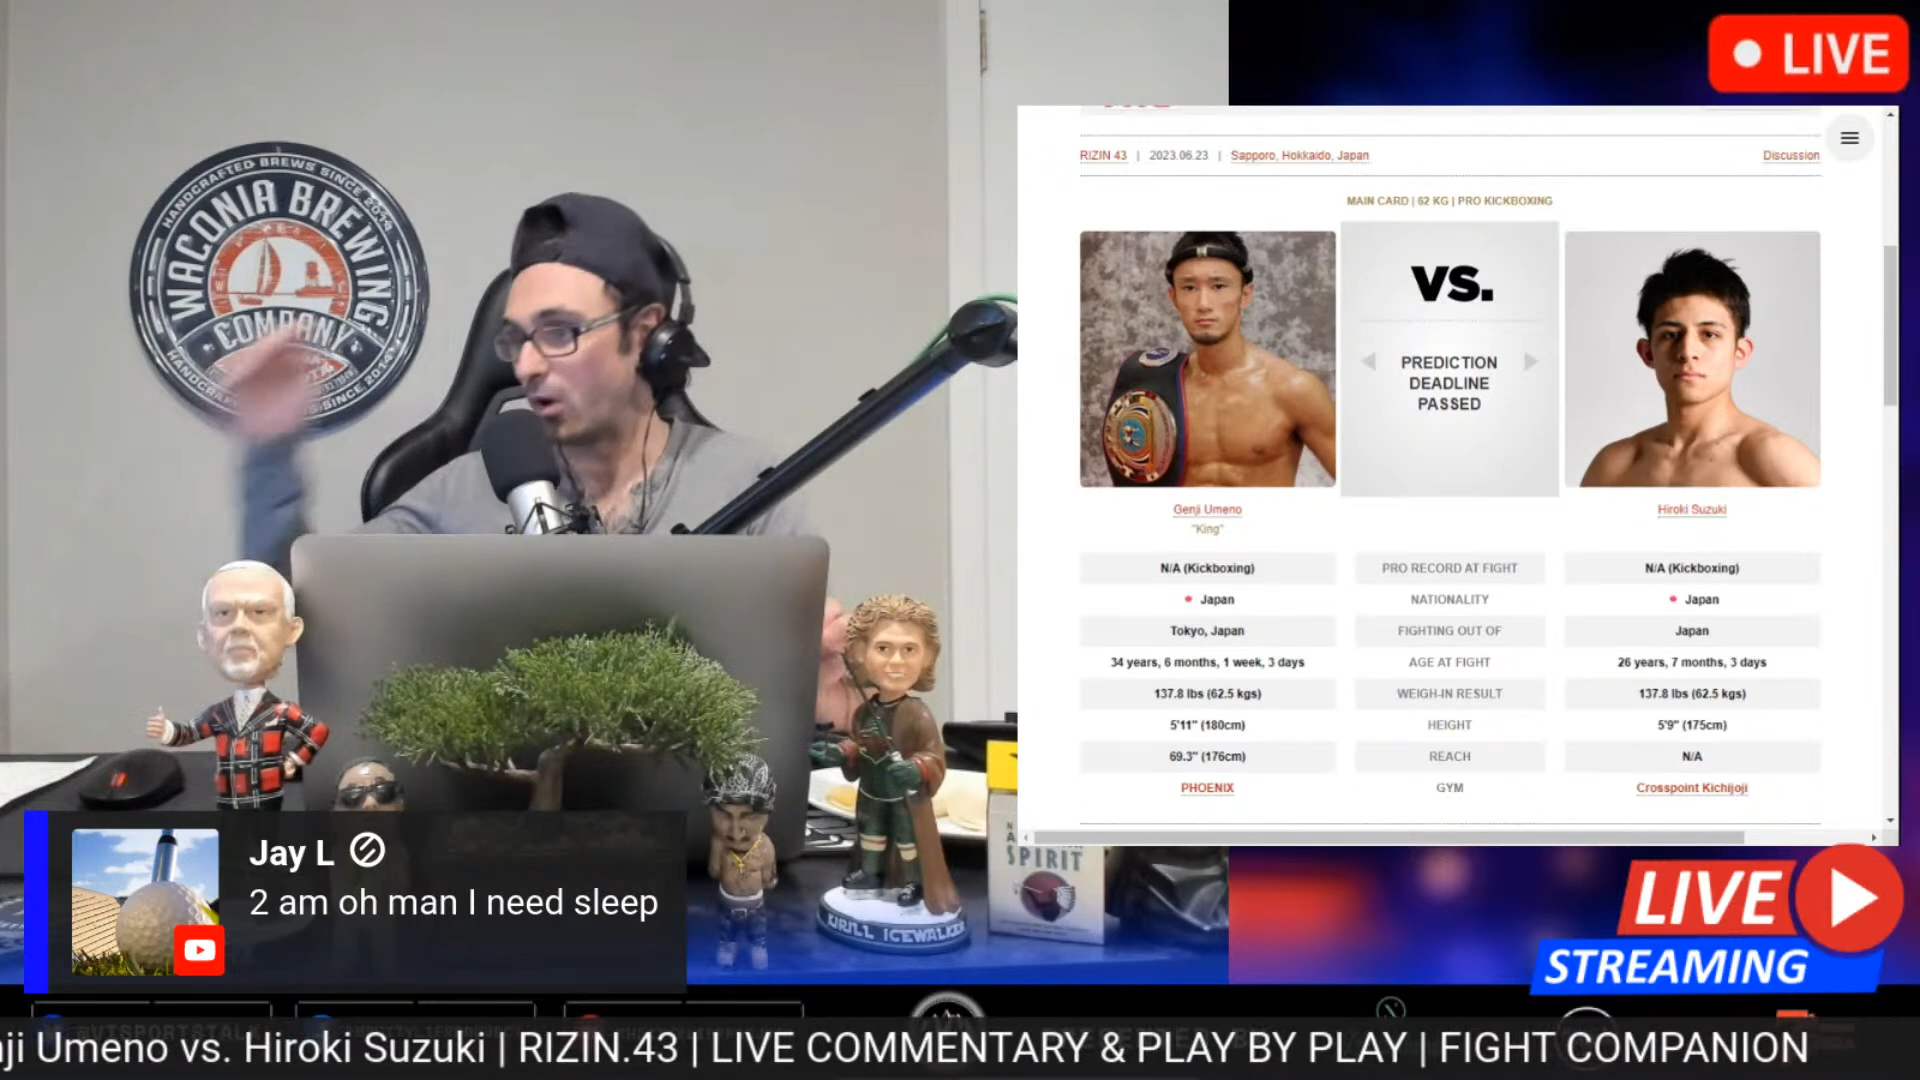 LIVE
HANDCRAFTED BREWS SINCE 2014
WACONIA BREWING
COMPANY
RIZIN 43 | 2023.06.23 | Sapporo, Hokkaido, Japan
Discussion
MAIN CARD | 62 KG | PRO KICKBOXING
VS.
PREDICTION
DEADLINE
PASSED
Genji Umeno
Hiroki Suzuki
"King"
N/A (Kickboxing) PRO RECORD AT FIGHT N/A (Kickboxing)
Japan NATIONALITY Japan
Tokyo, Japan FIGHTING OUT OF Japan
34 years, 6 months, 1 week, 3 days AGE AT FIGHT 26 years, 7 months, 3 days
137.8 lbs (62.5 kgs) WEIGH-IN RESULT 137.8 lbs (62.5 kgs)
5'11" (180cm) HEIGHT 5'9" (175cm)
69.3" (176cm) REACH N/A
PHOENIX GYM Crosspoint Kichijoji
Jay L
2 am oh man I need sleep
KIRILL ICEWALKER
SPIRIT
LIVE
STREAMING
ji Umeno vs. Hiroki Suzuki | RIZIN.43 | LIVE COMMENTARY & PLAY BY PLAY | FIGHT COMPANION